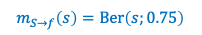 m_{S→f}(s) = Ber(s; 0.75)